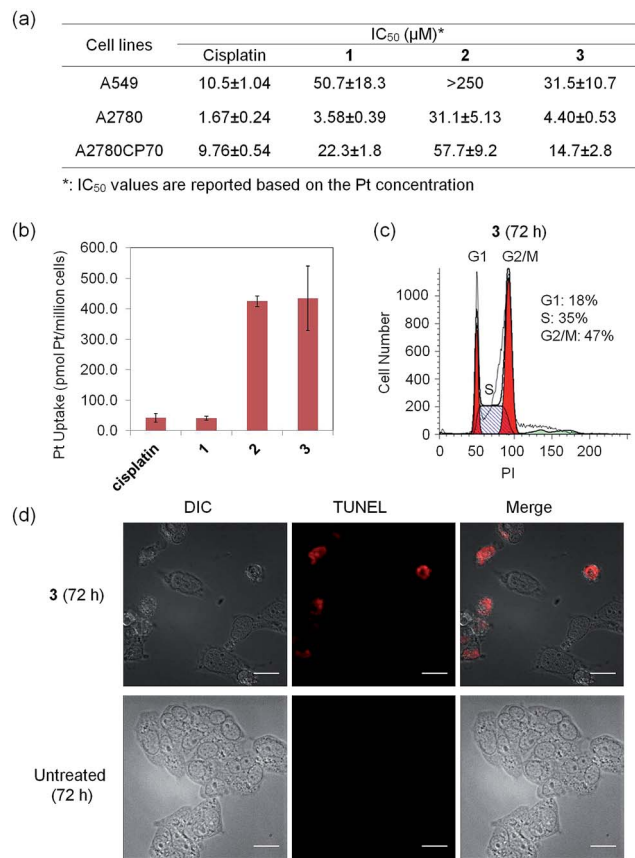 (a)
Cell lines IC50 (µM)*
Cisplatin 1 2 3
A549 10.5±1.04 50.7±18.3 >250 31.5±10.7
A2780 1.67±0.24 3.58±0.39 31.1±5.13 4.40±0.53
A2780CP70 9.76±0.54 22.3±1.8 57.7±9.2 14.7±2.8
*: IC50 values are reported based on the Pt concentration
(b)
Pt Uptake (pmol Pt/million cells)
600.0
500.0
400.0
300.0
200.0
100.0
0.0
cisplatin 1 2 3
(c)
3 (72 h)
G1 G2/M
G1: 18%
S: 35%
G2/M: 47%
S
Cell Number
1000
800
600
400
200
0
0 50 100 150 200
PI
(d)
DIC TUNEL Merge
3 (72 h)
Untreated
(72 h)